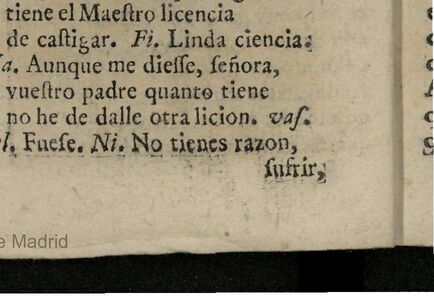 tiene el Maeſtro licencia
de caſtigar. Fi. Linda ciencia:
a. Aunque me dieſſe, ſeñora,
vueſtro padre quanto tiene
no he de dalle otra licion. vaſ.
l. Fueſe. Ni. No tienes razon,
ſufrir,
e Madrid